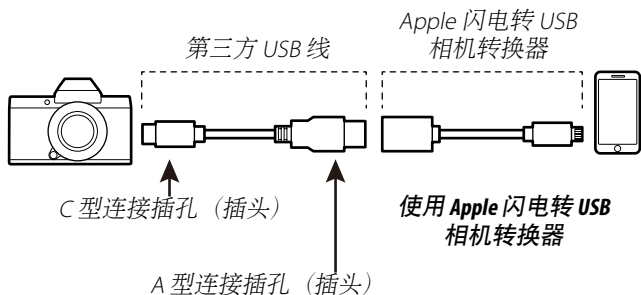 第三方 USB 线
Apple 闪电转 USB
相机转换器
C 型连接插孔（插头）
使用 Apple 闪电转 USB
相机转换器
A 型连接插孔（插头）